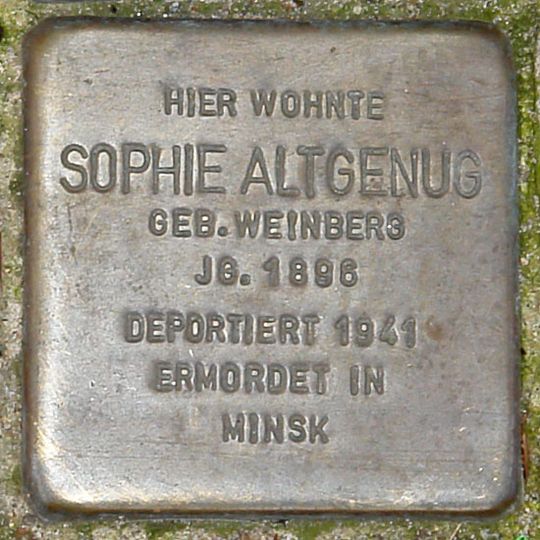 HIER WOHNTE
SOPHIE ALTGENUG
GEB. WEINBERG
JG. 1896
DEPORTIERT 1941
ERMORDET IN
MINSK